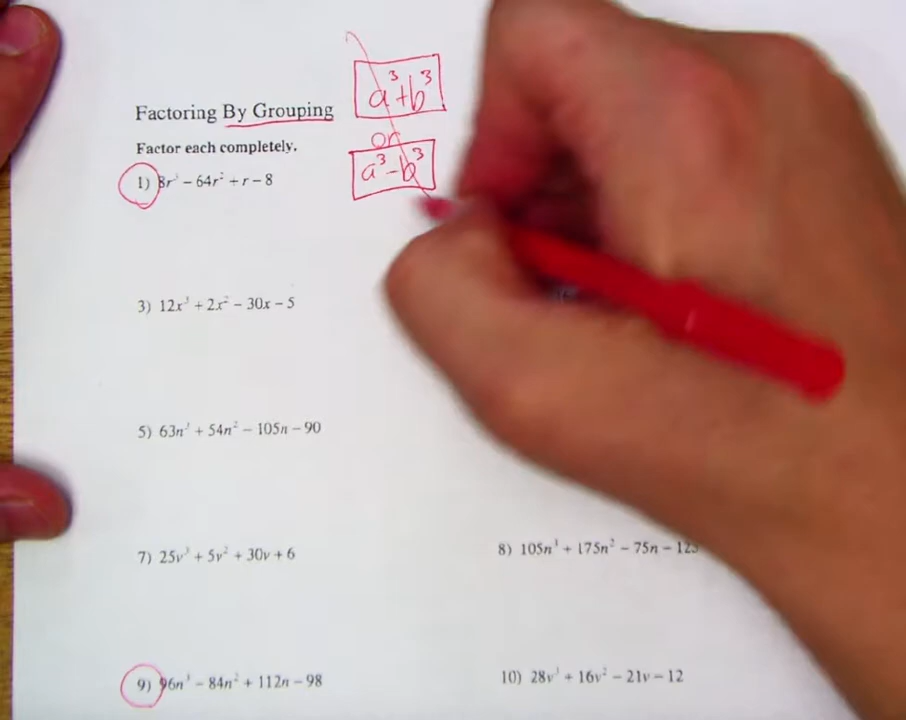 Factoring By Grouping
a³+b³
or
a³-b³
Factor each completely.
1) 8r³ − 64r² + r − 8
3) 12x³ + 2x² − 30x − 5
5) 63n³ + 54n² − 105n − 90
7) 25v³ + 5v² + 30v + 6
8) 105n³ + 175n² − 75n − 125
9) 96n³ − 84n² + 112n − 98
10) 28v³ + 16v² − 21v − 12